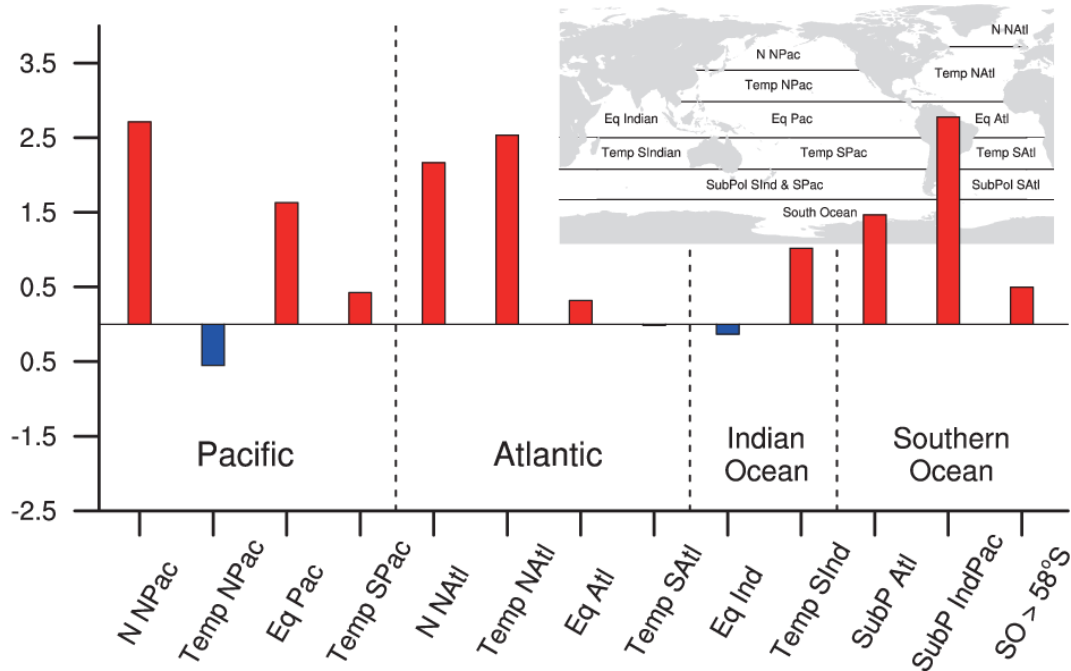 3.5
2.5
1.5
0.5
0.5
-1.5
-2.5
N NAtl
N NPac
Temp NAtl
Temp NPac
Eq Indian
Eq Pac
Eq Atl
Temp SIndian
Temp SPac
Temp SAtl
SubPol SInd & SPac
SubPol SAtl
South Ocean
Pacific
Atlantic
Indian
Ocean
Southern
Ocean
N NPac
Temp NPac
Eq Pac
Temp SPac
N NAtl
Temp NAtl
Eq Atl
Temp SAtl
Eq Ind
Temp SInd
SubP Atl
SubP IndPac
SO > 58°S